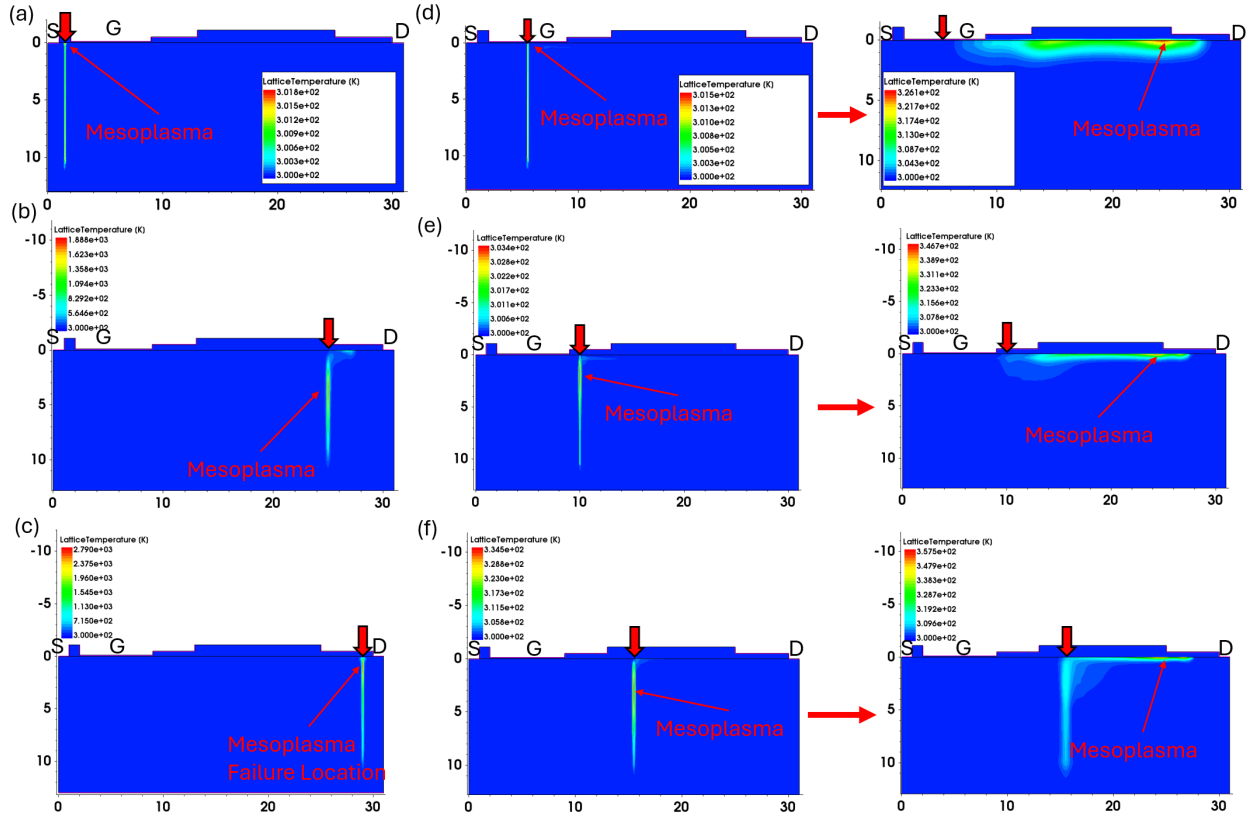 (a)
S
G
D
0
5
10
0
10
20
30
Mesoplasma
LatticeTemperature (K)
3.018e+02
3.015e+02
3.012e+02
3.009e+02
3.006e+02
3.003e+02
3.000e+02
(d)
S
G
0
5
10
0
10
20
30
Mesoplasma
LatticeTemperature (K)
3.015e+02
3.013e+02
3.010e+02
3.008e+02
3.005e+02
3.003e+02
3.000e+02
S
G
D
0
5
10
0
10
20
30
Mesoplasma
LatticeTemperature (K)
3.261e+02
3.217e+02
3.174e+02
3.130e+02
3.087e+02
3.043e+02
3.000e+02
(b)
LatticeTemperature (K)
1.888e+03
1.623e+03
1.358e+03
1.094e+03
8.292e+02
5.646e+02
3.000e+02
-10
-5
0
5
10
S
G
D
Mesoplasma
0
10
20
30
(e)
LatticeTemperature (K)
3.034e+02
3.028e+02
3.022e+02
3.017e+02
3.011e+02
3.006e+02
3.000e+02
-10
-5
0
5
10
S
G
D
Mesoplasma
0
10
20
30
LatticeTemperature (K)
3.467e+02
3.389e+02
3.311e+02
3.233e+02
3.156e+02
3.078e+02
3.000e+02
-10
-5
0
5
10
S
G
D
Mesoplasma
0
10
20
30
(c)
LatticeTemperature (K)
2.790e+03
2.375e+03
1.960e+03
1.545e+03
1.130e+03
7.150e+02
3.000e+02
-10
-5
0
5
10
S
G
D
Mesoplasma
Failure Location
0
10
20
30
(f)
LatticeTemperature (K)
3.345e+02
3.288e+02
3.230e+02
3.173e+02
3.115e+02
3.058e+02
3.000e+02
-10
-5
0
5
10
S
G
D
Mesoplasma
0
10
20
30
LatticeTemperature (K)
3.575e+02
3.479e+02
3.383e+02
3.287e+02
3.192e+02
3.096e+02
3.000e+02
-10
-5
0
5
10
S
G
D
Mesoplasma
0
10
20
30